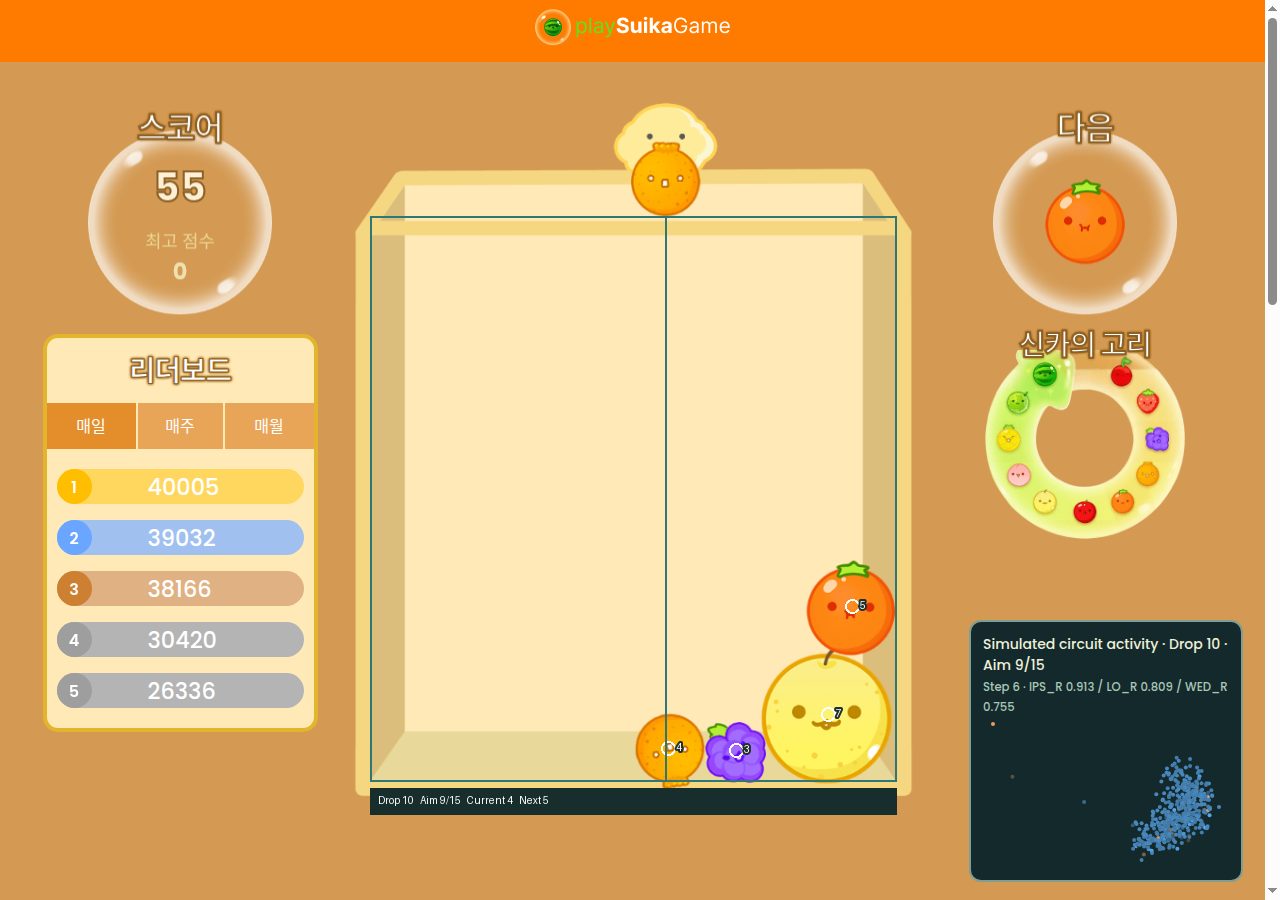 playSuikaGame
스코어
55
최고 점수
0
다음
리더보드
매일 매주 매월
1 40005
2 39032
3 38166
4 30420
5 26336
신카의 고리
5
7
4
3
Drop 10 Aim 9/15 Current 4 Next 5
Simulated circuit activity · Drop 10 ·
Aim 9/15
Step 6 · IPS_R 0.913 / LO_R 0.809 / WED_R
0.755